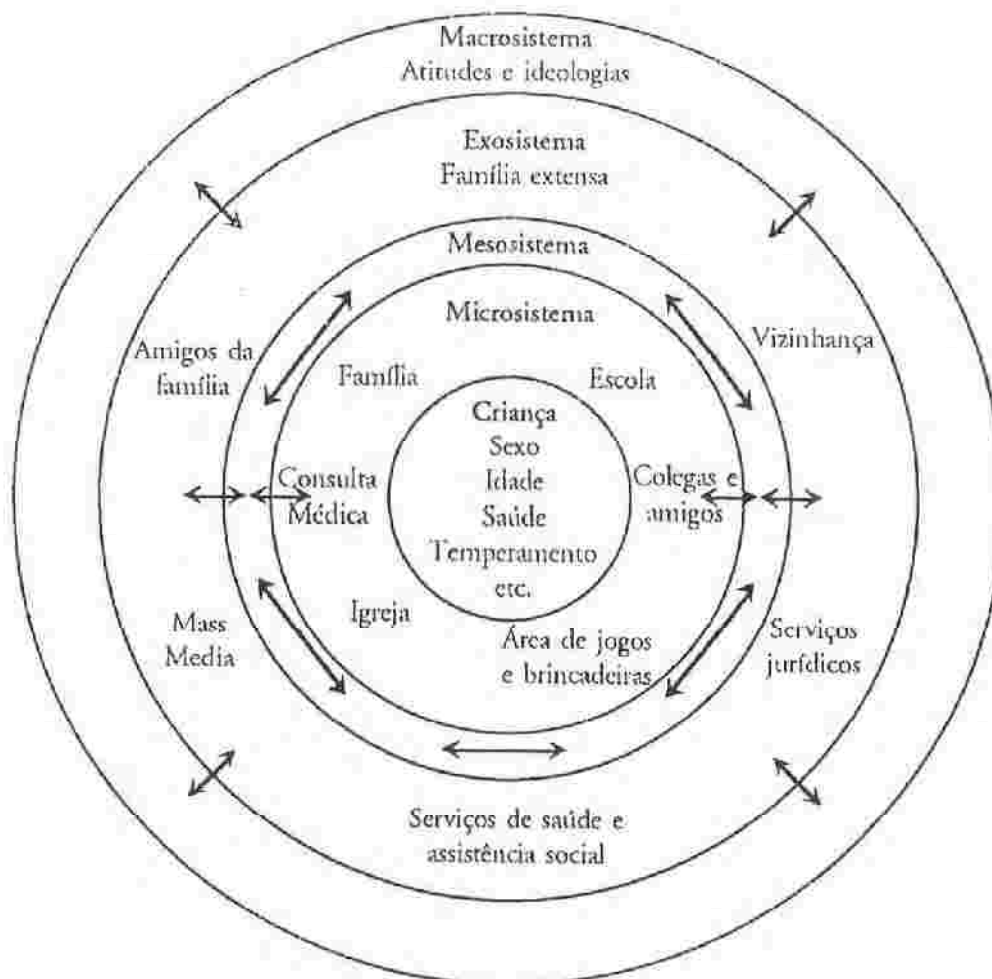 Macrosistema
Atitudes e ideologias
Exosistema
Família extensa
Mesosistema
Microsistema
Amigos da
família
Vizinhança
Família
Escola
Criança
Sexo
Idade
Saúde
Temperamento
etc.
Consulta
Médica
Colegas e
amigos
Igreja
Área de jogos
e brincadeiras
Mass
Media
Serviços
jurídicos
Serviços de saúde e
assistência social